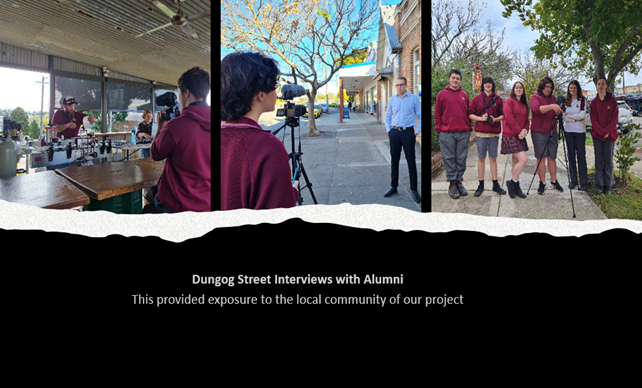 Dungog Street Interviews with Alumni
This provided exposure to the local community of our project